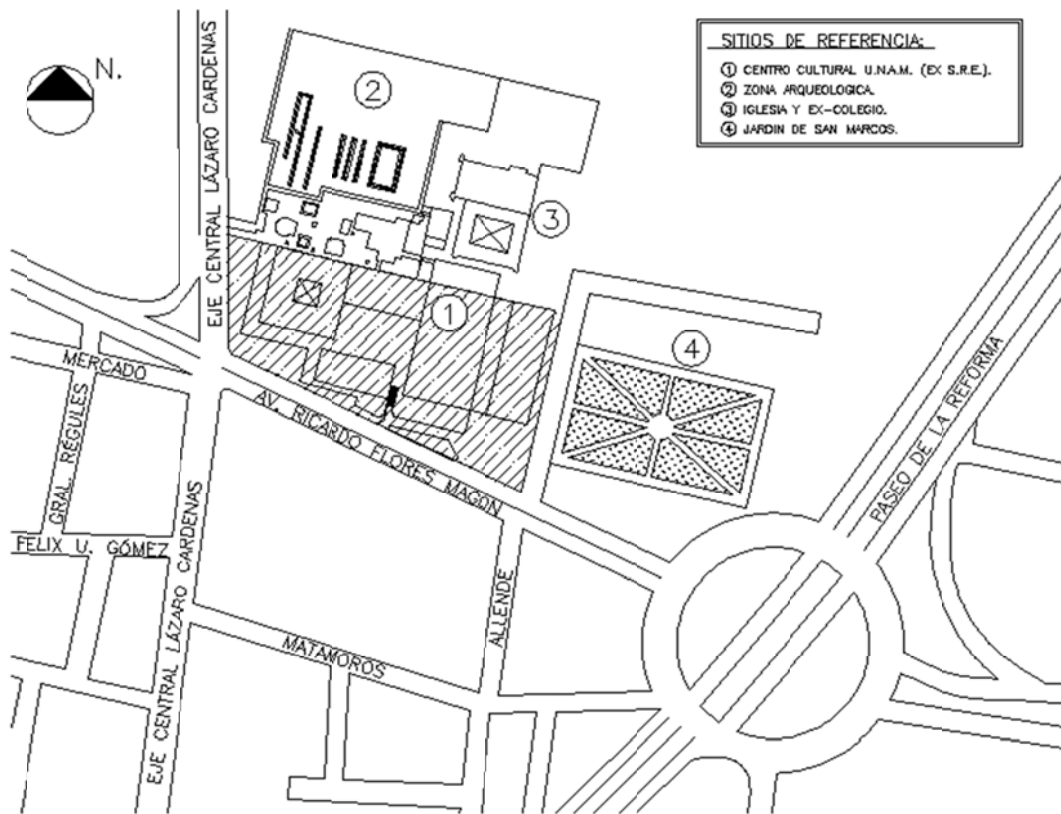 N.
SITIOS DE REFERENCIA:
① CENTRO CULTURAL U.N.A.M. (EX S.R.E.).
② ZONA ARQUEOLOGICA.
③ IGLESIA Y EX-COLEGIO.
④ JARDIN DE SAN MARCOS.
②
③
①
④
EJE CENTRAL LÁZARO CARDENAS
MERCADO
GRAL. REGULES
FELIX U. GÓMEZ
EJE CENTRAL LÁZARO CARDENAS
AV. RICARDO FLORES MAGON
MATAMOROS
ALLENDE
PASEO DE LA REFORMA